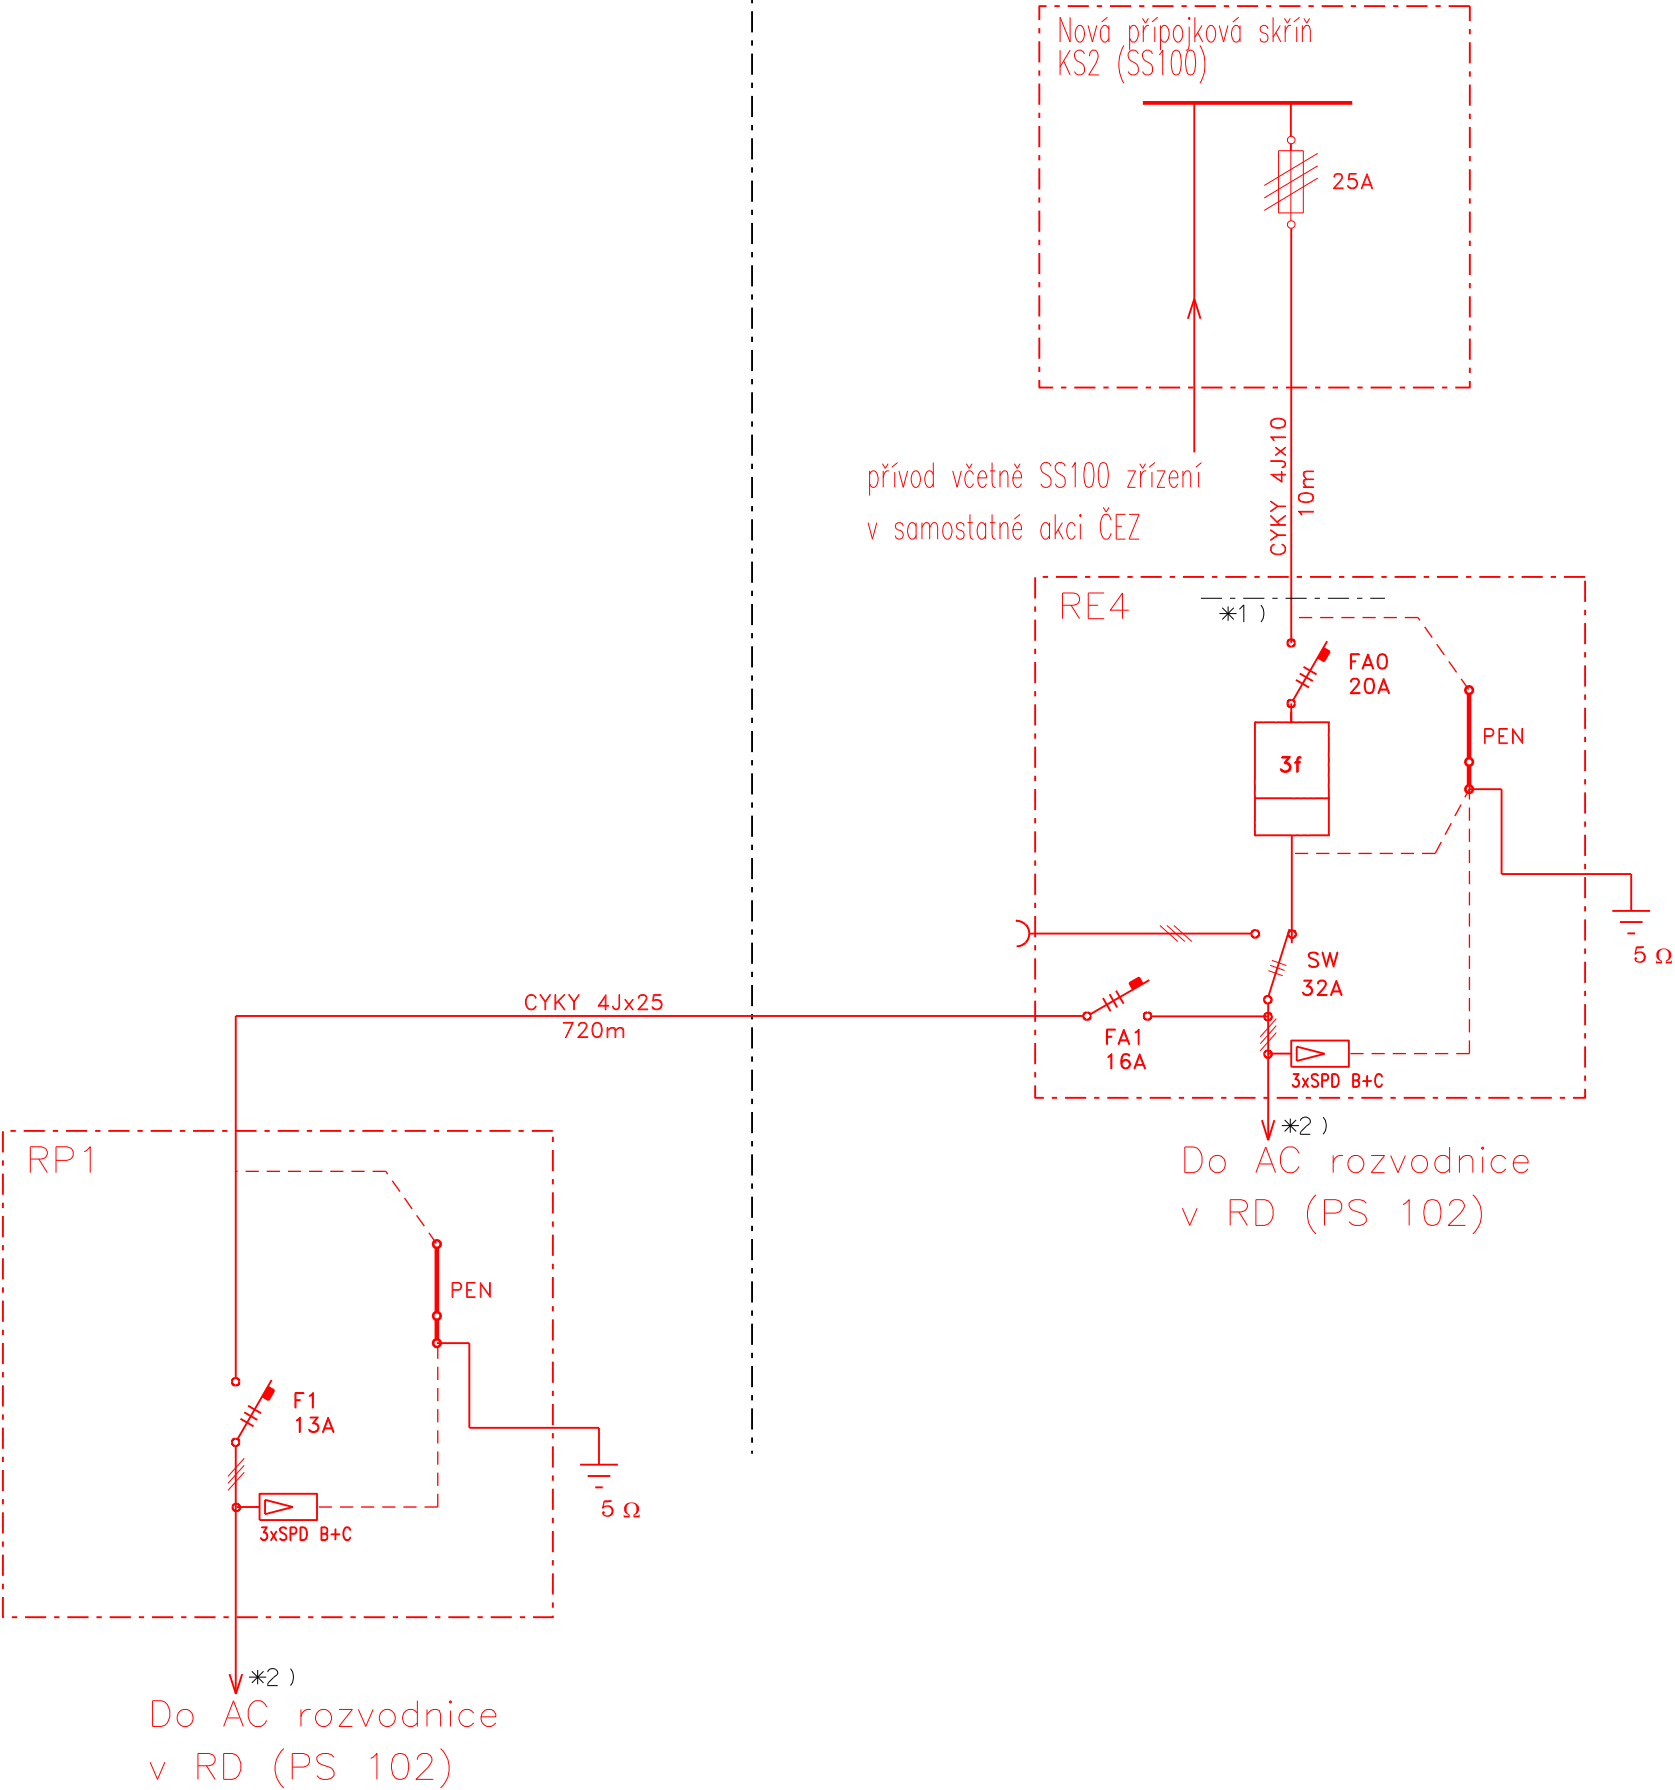 Nová přípojková skříň
KS2 (SS100)
25A
CYKY 4Jx10
10m
přívod včetně SS100 zřízení
v samostatné akci ČEZ
RE4
*1)
FA0
20A
3f
PEN
5 Ω
SW
32A
FA1
16A
3xSPD B+C
*2)
Do AC rozvodnice
v RD (PS 102)
CYKY 4Jx25
720m
RP1
PEN
F1
13A
5 Ω
3xSPD B+C
*2)
Do AC rozvodnice
v RD (PS 102)